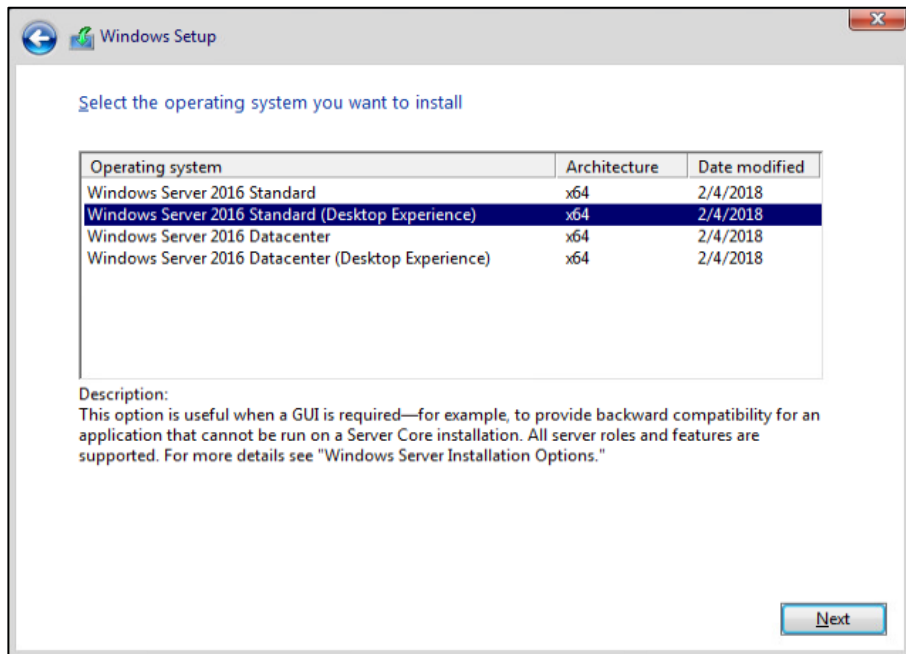 Windows Setup
Select the operating system you want to install
Operating system Architecture Date modified
Windows Server 2016 Standard x64 2/4/2018
Windows Server 2016 Standard (Desktop Experience) x64 2/4/2018
Windows Server 2016 Datacenter x64 2/4/2018
Windows Server 2016 Datacenter (Desktop Experience) x64 2/4/2018
Description:
This option is useful when a GUI is required—for example, to provide backward compatibility for an
application that cannot be run on a Server Core installation. All server roles and features are
supported. For more details see "Windows Server Installation Options."
Next